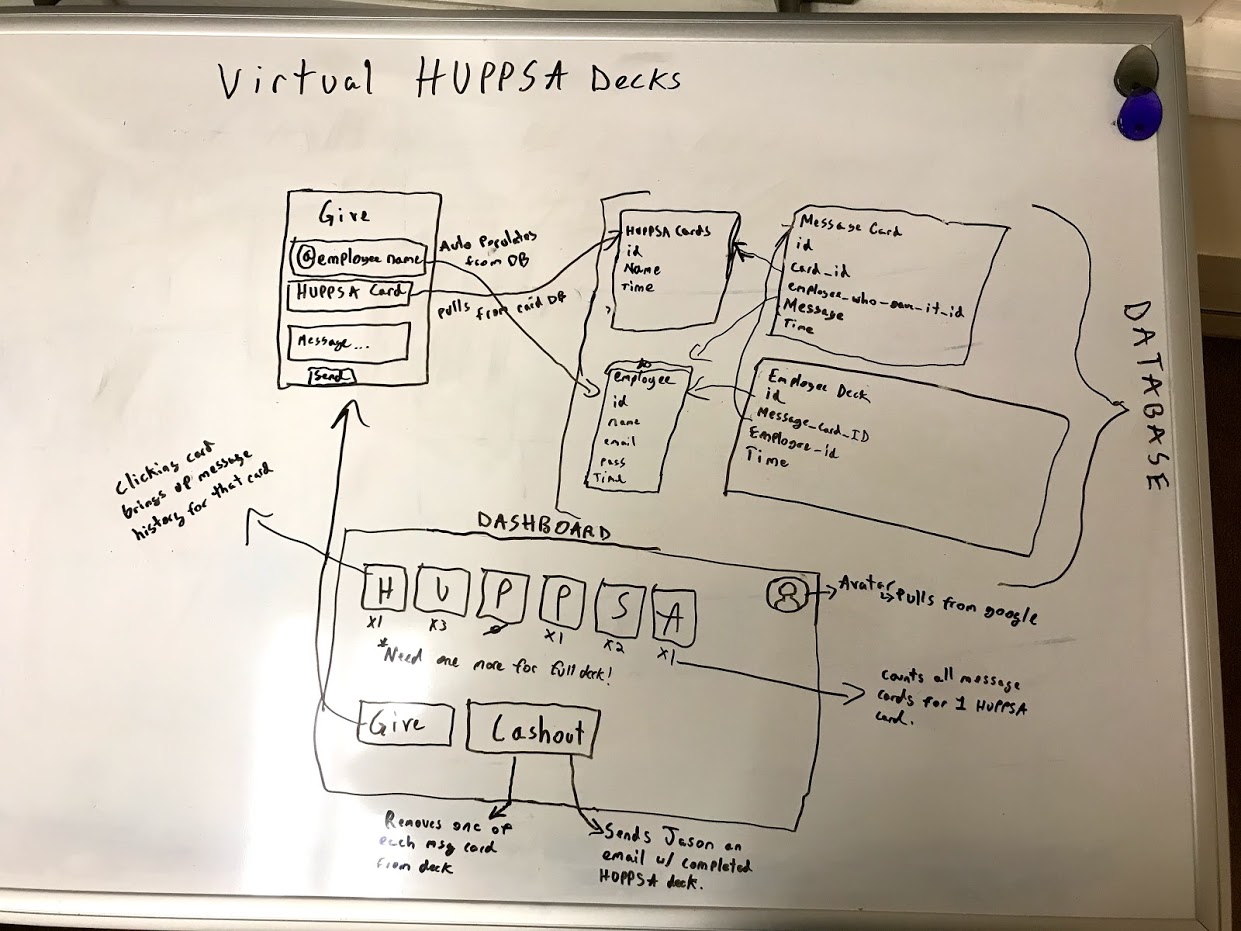 Virtual HUPPSA Decks
Give
@employee name
HUPPSA Card
Message...
Send
Auto Populates
from DB
Pulls from card DB
HUPPSA Cards
id
Name
Time
Message Card
id
card_id
employee_who_gave_it_id
Message
Time
employee
id
name
email
pass
Time
Employee Deck
id
Message_card_ID
Employee_id
Time
DATABASE
Clicking card
brings up message
history for that card
DASHBOARD
H U P P S A
x1 x3 x1 x2 x1
*Need one more for full deck!
Give
Cashout
Avatar
Pulls from google
counts all message
cards for 1 HUPPSA
card.
Removes one of
each msg card
from deck
Sends Jason an
email w/ completed
HUPPSA deck.